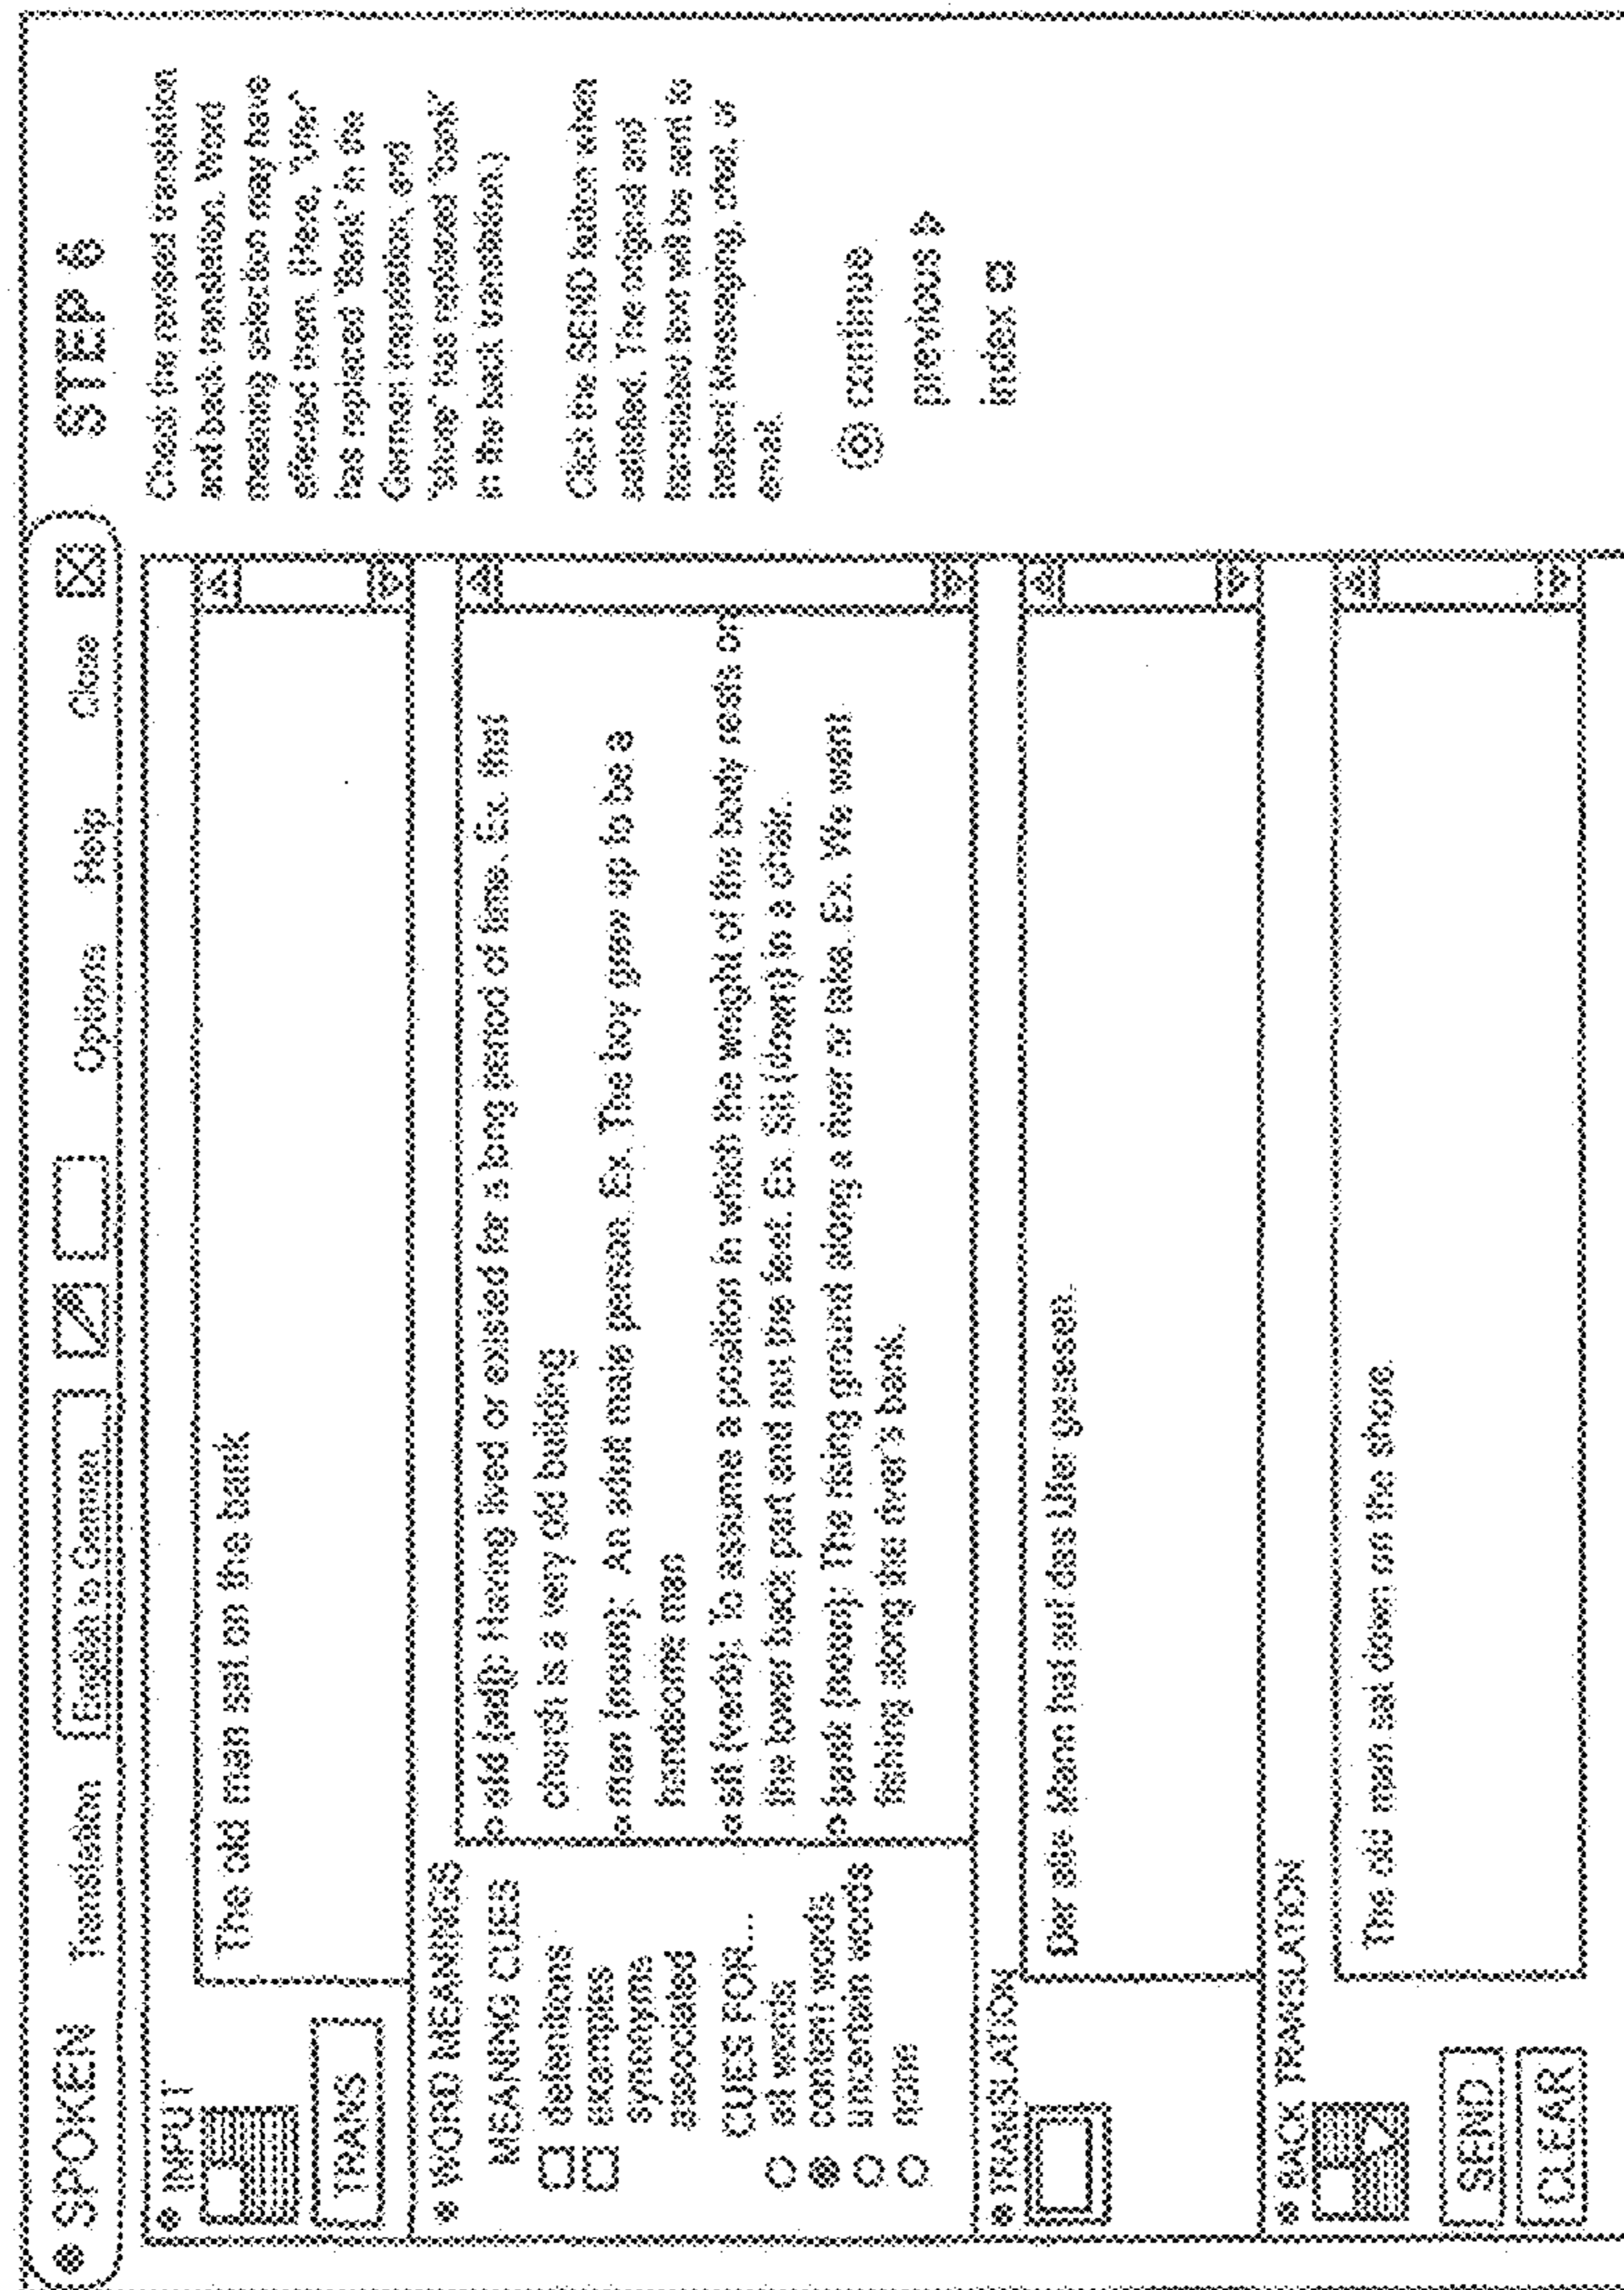 SPOKEN
Translation
English to German...
Options
Help
Close
STEP 6
INPUT
TRANS
The old man sat on the bank
WORD MEANINGS
MEANING CUES
definitions
examples
synonyms
associated
CUES FOR...
all words
content words
uncertain words
none
old (adj): Having lived or existed for a long period of time. Ex. that
church is a very old building
man (noun): An adult male person. Ex. The boy grew up to be a
handsome man
sit (verb): To assume a position in which the weight of the body rests on
the lower back part and not the feet. Ex. Sit (down) in a chair.
bank (noun): The rising ground along a river or lake. Ex. We went
fishing along the river's bank.
TRANSLATION
Der alte Mann hat auf das Ufer gesessen.
BACK TRANSLATION
The old man sat down on the shore.
SEND
CLEAR
Check the revised translation
and back translation. Word
meaning selection may have
affected them. (Here, "Ufer"
has replaced "Bank" in the
German translation, and
"shore" has replaced "bank"
in the back translation.)
Click the SEND button when
satisfied. The original and
translated text will be sent to
Instant Messaging, chat, or
email.
continue
previous
index